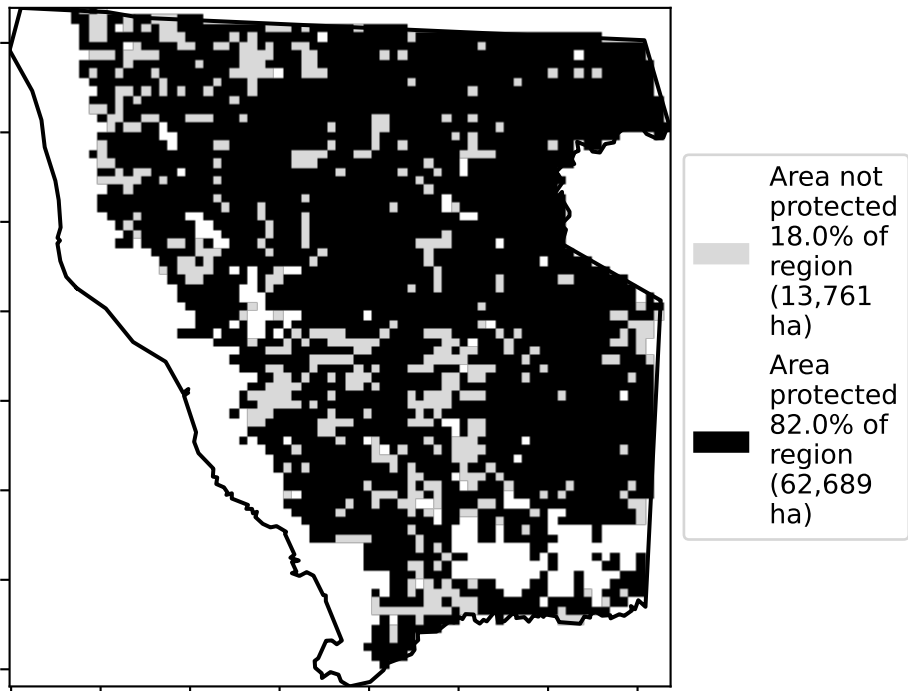 Area not
protected
18.0% of
region
(13,761
ha)
Area
protected
82.0% of
region
(62,689
ha)